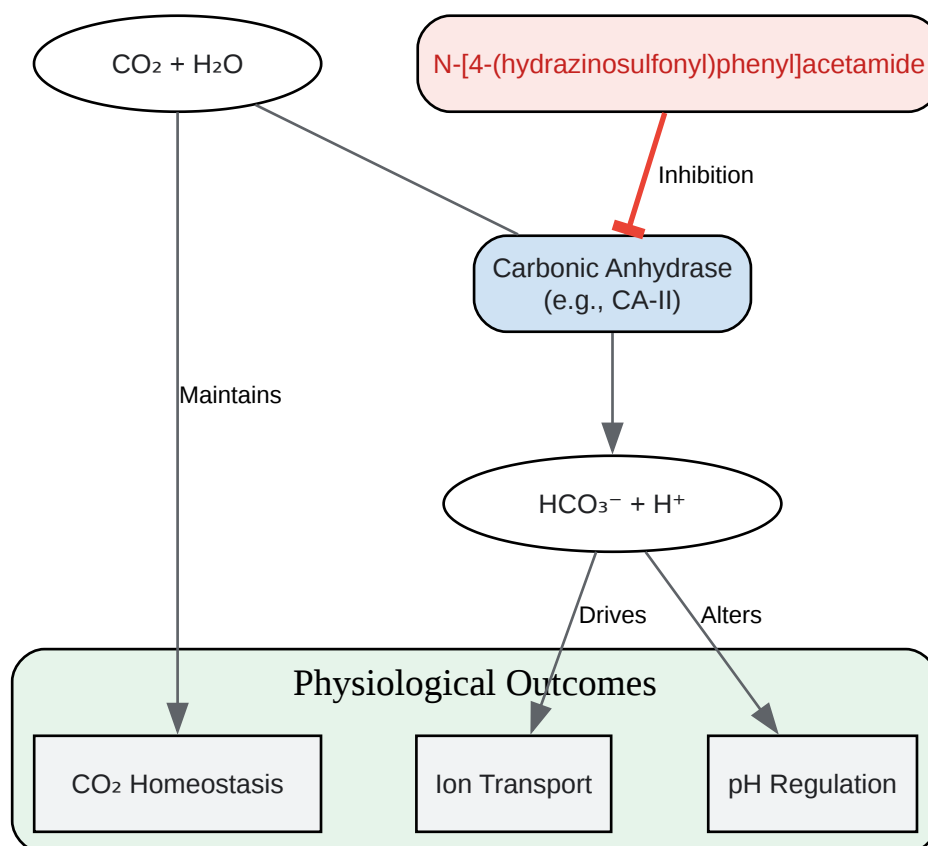 CO₂ + H₂O
N-[4-(hydrazinosulfonyl)phenyl]acetamide
Inhibition
Carbonic Anhydrase
(e.g., CA-II)
Maintains
HCO₃⁻ + H⁺
Drives
Alters
Physiological Outcomes
CO₂ Homeostasis
Ion Transport
pH Regulation